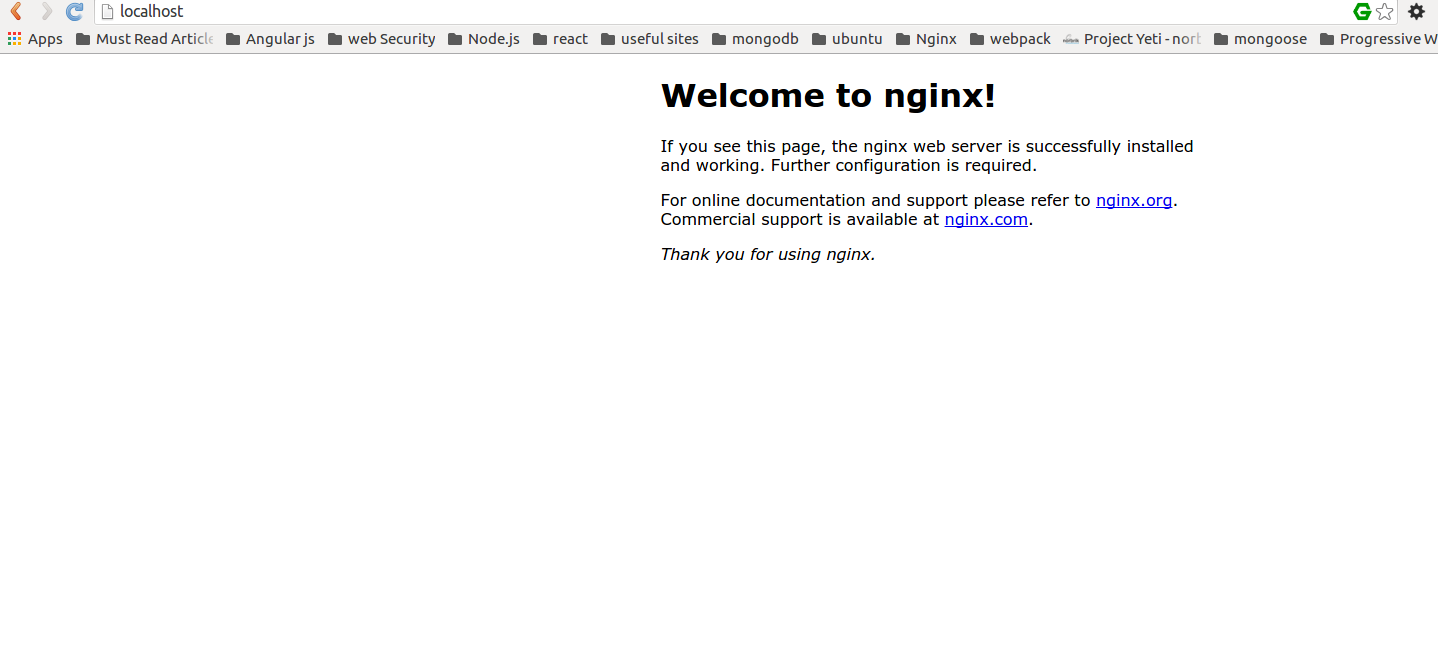 localhost
Apps Must Read Article Angular js web Security Node.js react useful sites mongodb ubuntu Nginx webpack Project Yeti - nort mongoose Progressive W
Welcome to nginx!
If you see this page, the nginx web server is successfully installed
and working. Further configuration is required.
For online documentation and support please refer to nginx.org.
Commercial support is available at nginx.com.
Thank you for using nginx.